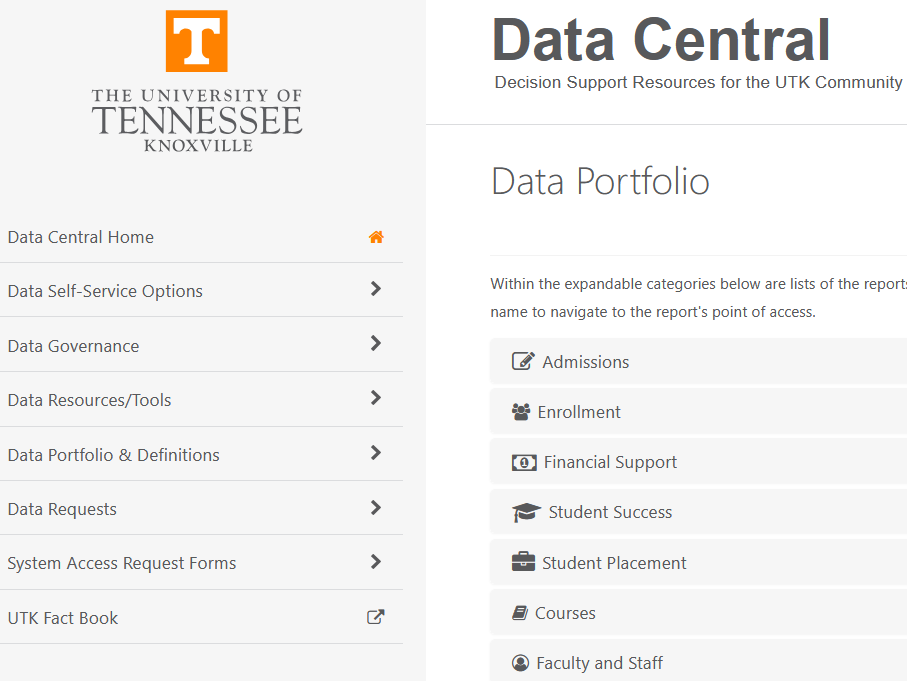 T
THE UNIVERSITY OF
TENNESSEE
KNOXVILLE
Data Central Home
Data Self-Service Options
Data Governance
Data Resources/Tools
Data Portfolio & Definitions
Data Requests
System Access Request Forms
UTK Fact Book
Data Central
Decision Support Resources for the UTK Community
Data Portfolio
Within the expandable categories below are lists of the reports
name to navigate to the report's point of access.
Admissions
Enrollment
1 Financial Support
Student Success
Student Placement
Courses
Faculty and Staff